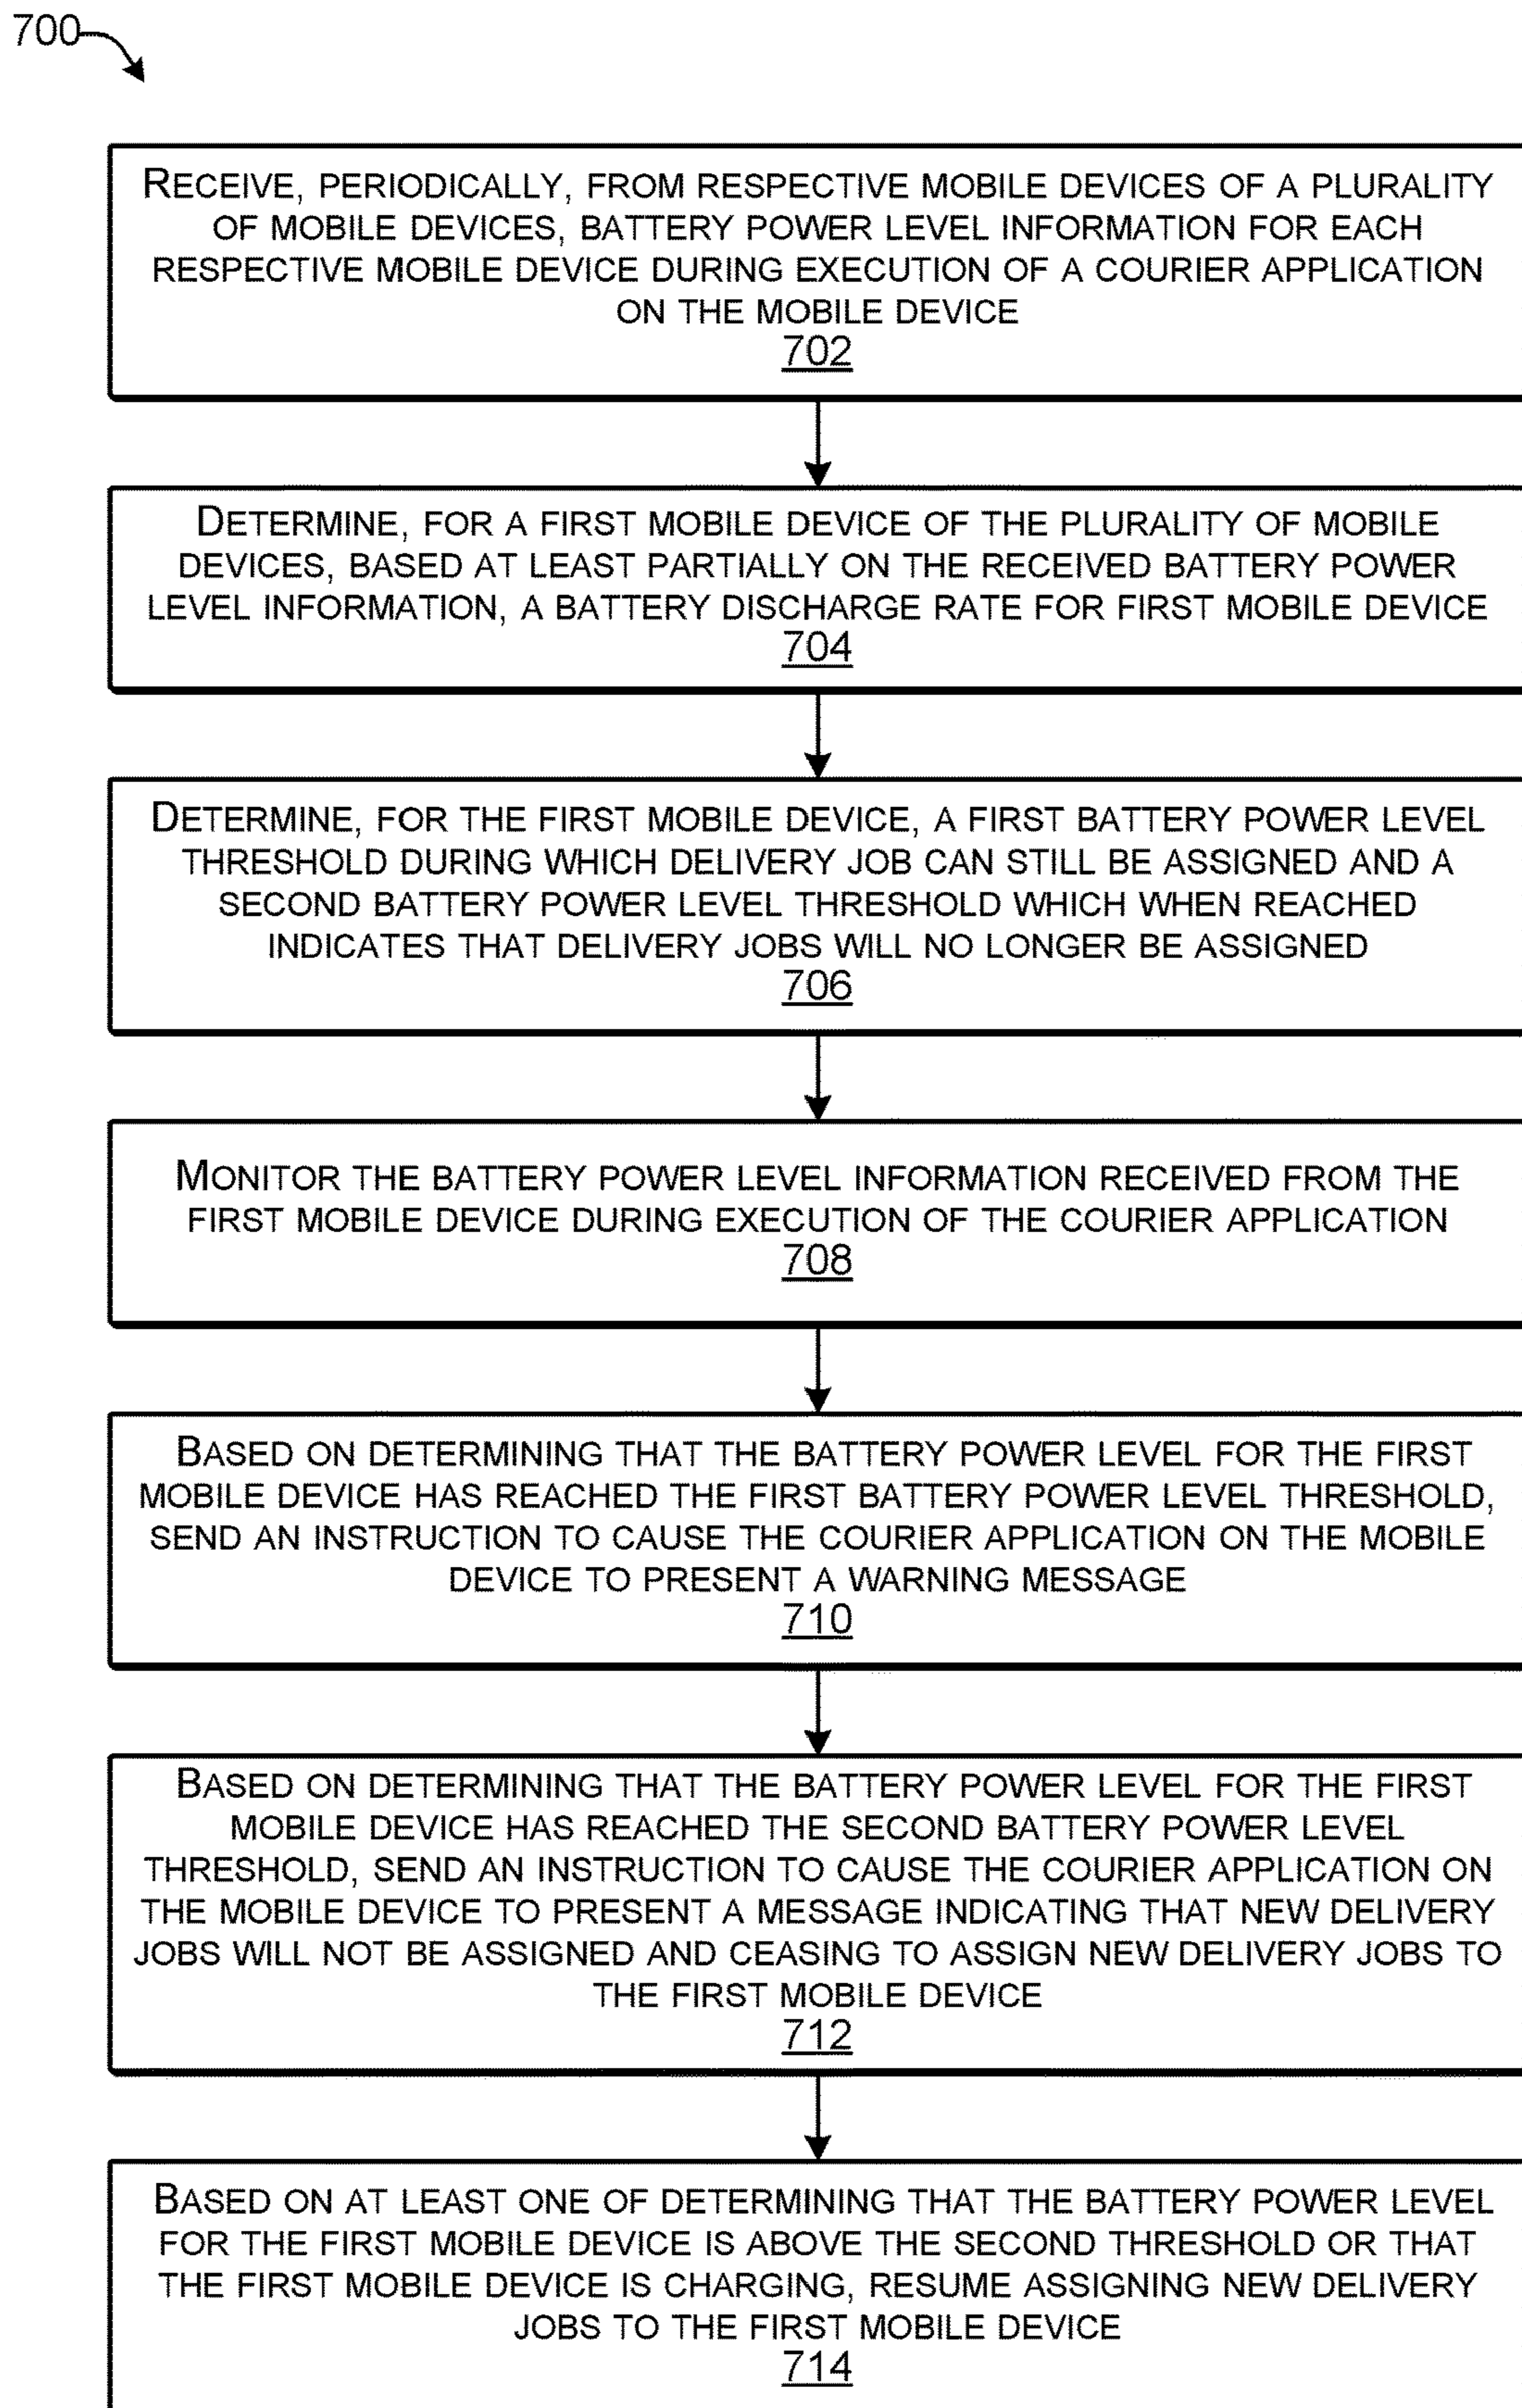 700
RECEIVE, PERIODICALLY, FROM RESPECTIVE MOBILE DEVICES OF A PLURALITY
OF MOBILE DEVICES, BATTERY POWER LEVEL INFORMATION FOR EACH
RESPECTIVE MOBILE DEVICE DURING EXECUTION OF A COURIER APPLICATION
ON THE MOBILE DEVICE
702
DETERMINE, FOR A FIRST MOBILE DEVICE OF THE PLURALITY OF MOBILE
DEVICES, BASED AT LEAST PARTIALLY ON THE RECEIVED BATTERY POWER
LEVEL INFORMATION, A BATTERY DISCHARGE RATE FOR FIRST MOBILE DEVICE
704
DETERMINE, FOR THE FIRST MOBILE DEVICE, A FIRST BATTERY POWER LEVEL
THRESHOLD DURING WHICH DELIVERY JOB CAN STILL BE ASSIGNED AND A
SECOND BATTERY POWER LEVEL THRESHOLD WHICH WHEN REACHED
INDICATES THAT DELIVERY JOBS WILL NO LONGER BE ASSIGNED
706
MONITOR THE BATTERY POWER LEVEL INFORMATION RECEIVED FROM THE
FIRST MOBILE DEVICE DURING EXECUTION OF THE COURIER APPLICATION
708
BASED ON DETERMINING THAT THE BATTERY POWER LEVEL FOR THE FIRST
MOBILE DEVICE HAS REACHED THE FIRST BATTERY POWER LEVEL THRESHOLD,
SEND AN INSTRUCTION TO CAUSE THE COURIER APPLICATION ON THE MOBILE
DEVICE TO PRESENT A WARNING MESSAGE
710
BASED ON DETERMINING THAT THE BATTERY POWER LEVEL FOR THE FIRST
MOBILE DEVICE HAS REACHED THE SECOND BATTERY POWER LEVEL
THRESHOLD, SEND AN INSTRUCTION TO CAUSE THE COURIER APPLICATION ON
THE MOBILE DEVICE TO PRESENT A MESSAGE INDICATING THAT NEW DELIVERY
JOBS WILL NOT BE ASSIGNED AND CEASING TO ASSIGN NEW DELIVERY JOBS TO
THE FIRST MOBILE DEVICE
712
BASED ON AT LEAST ONE OF DETERMINING THAT THE BATTERY POWER LEVEL
FOR THE FIRST MOBILE DEVICE IS ABOVE THE SECOND THRESHOLD OR THAT
THE FIRST MOBILE DEVICE IS CHARGING, RESUME ASSIGNING NEW DELIVERY
JOBS TO THE FIRST MOBILE DEVICE
714